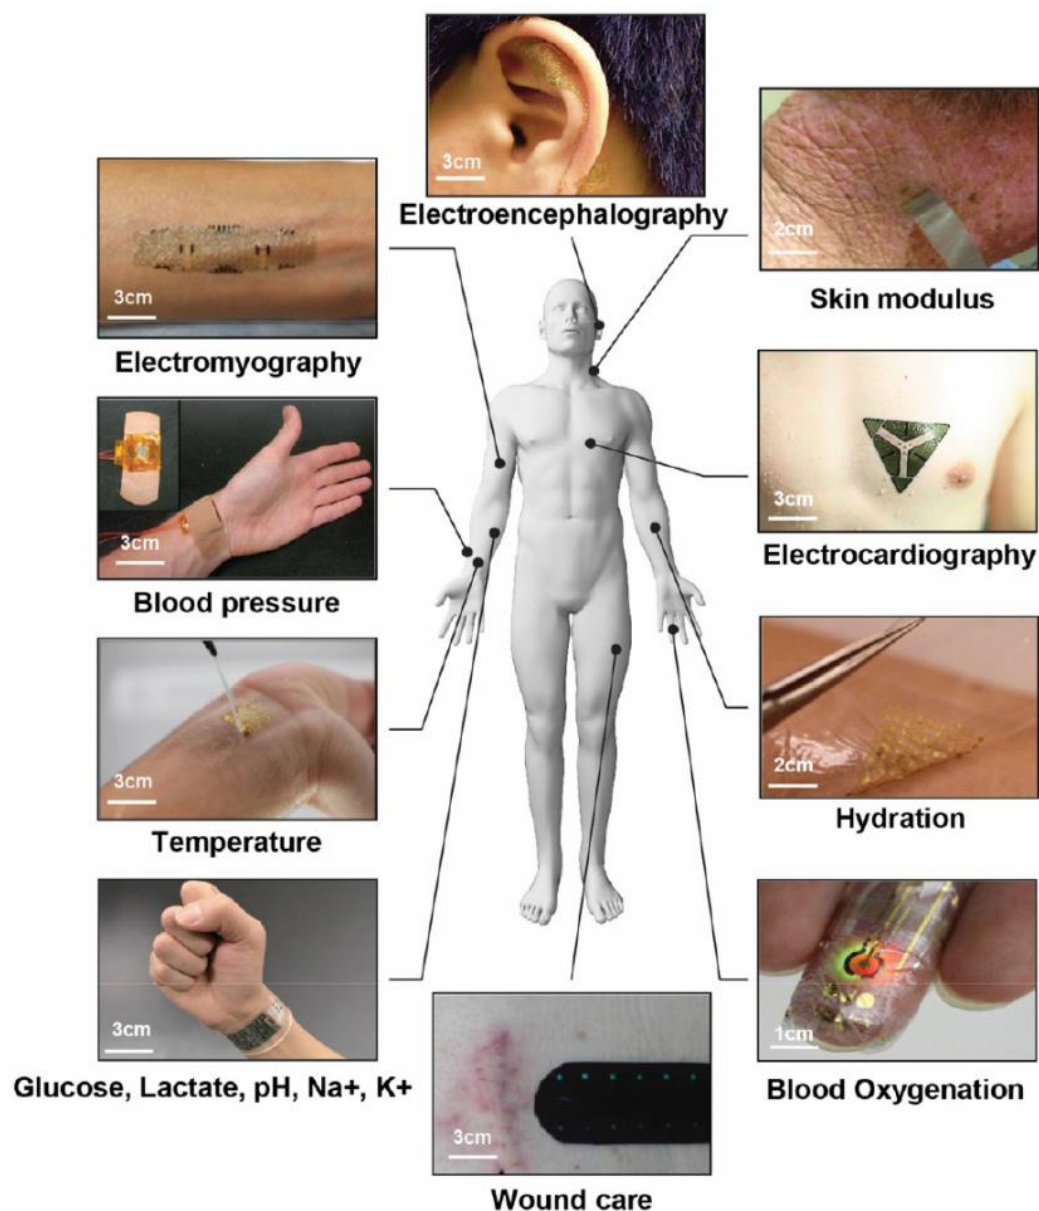 3cm
Electroencephalography
2cm
Skin modulus
3cm
Electromyography
3cm
Electrocardiography
3cm
Blood pressure
2cm
Hydration
3cm
Temperature
3cm
Glucose, Lactate, pH, Na+, K+
1cm
Blood Oxygenation
3cm
Wound care